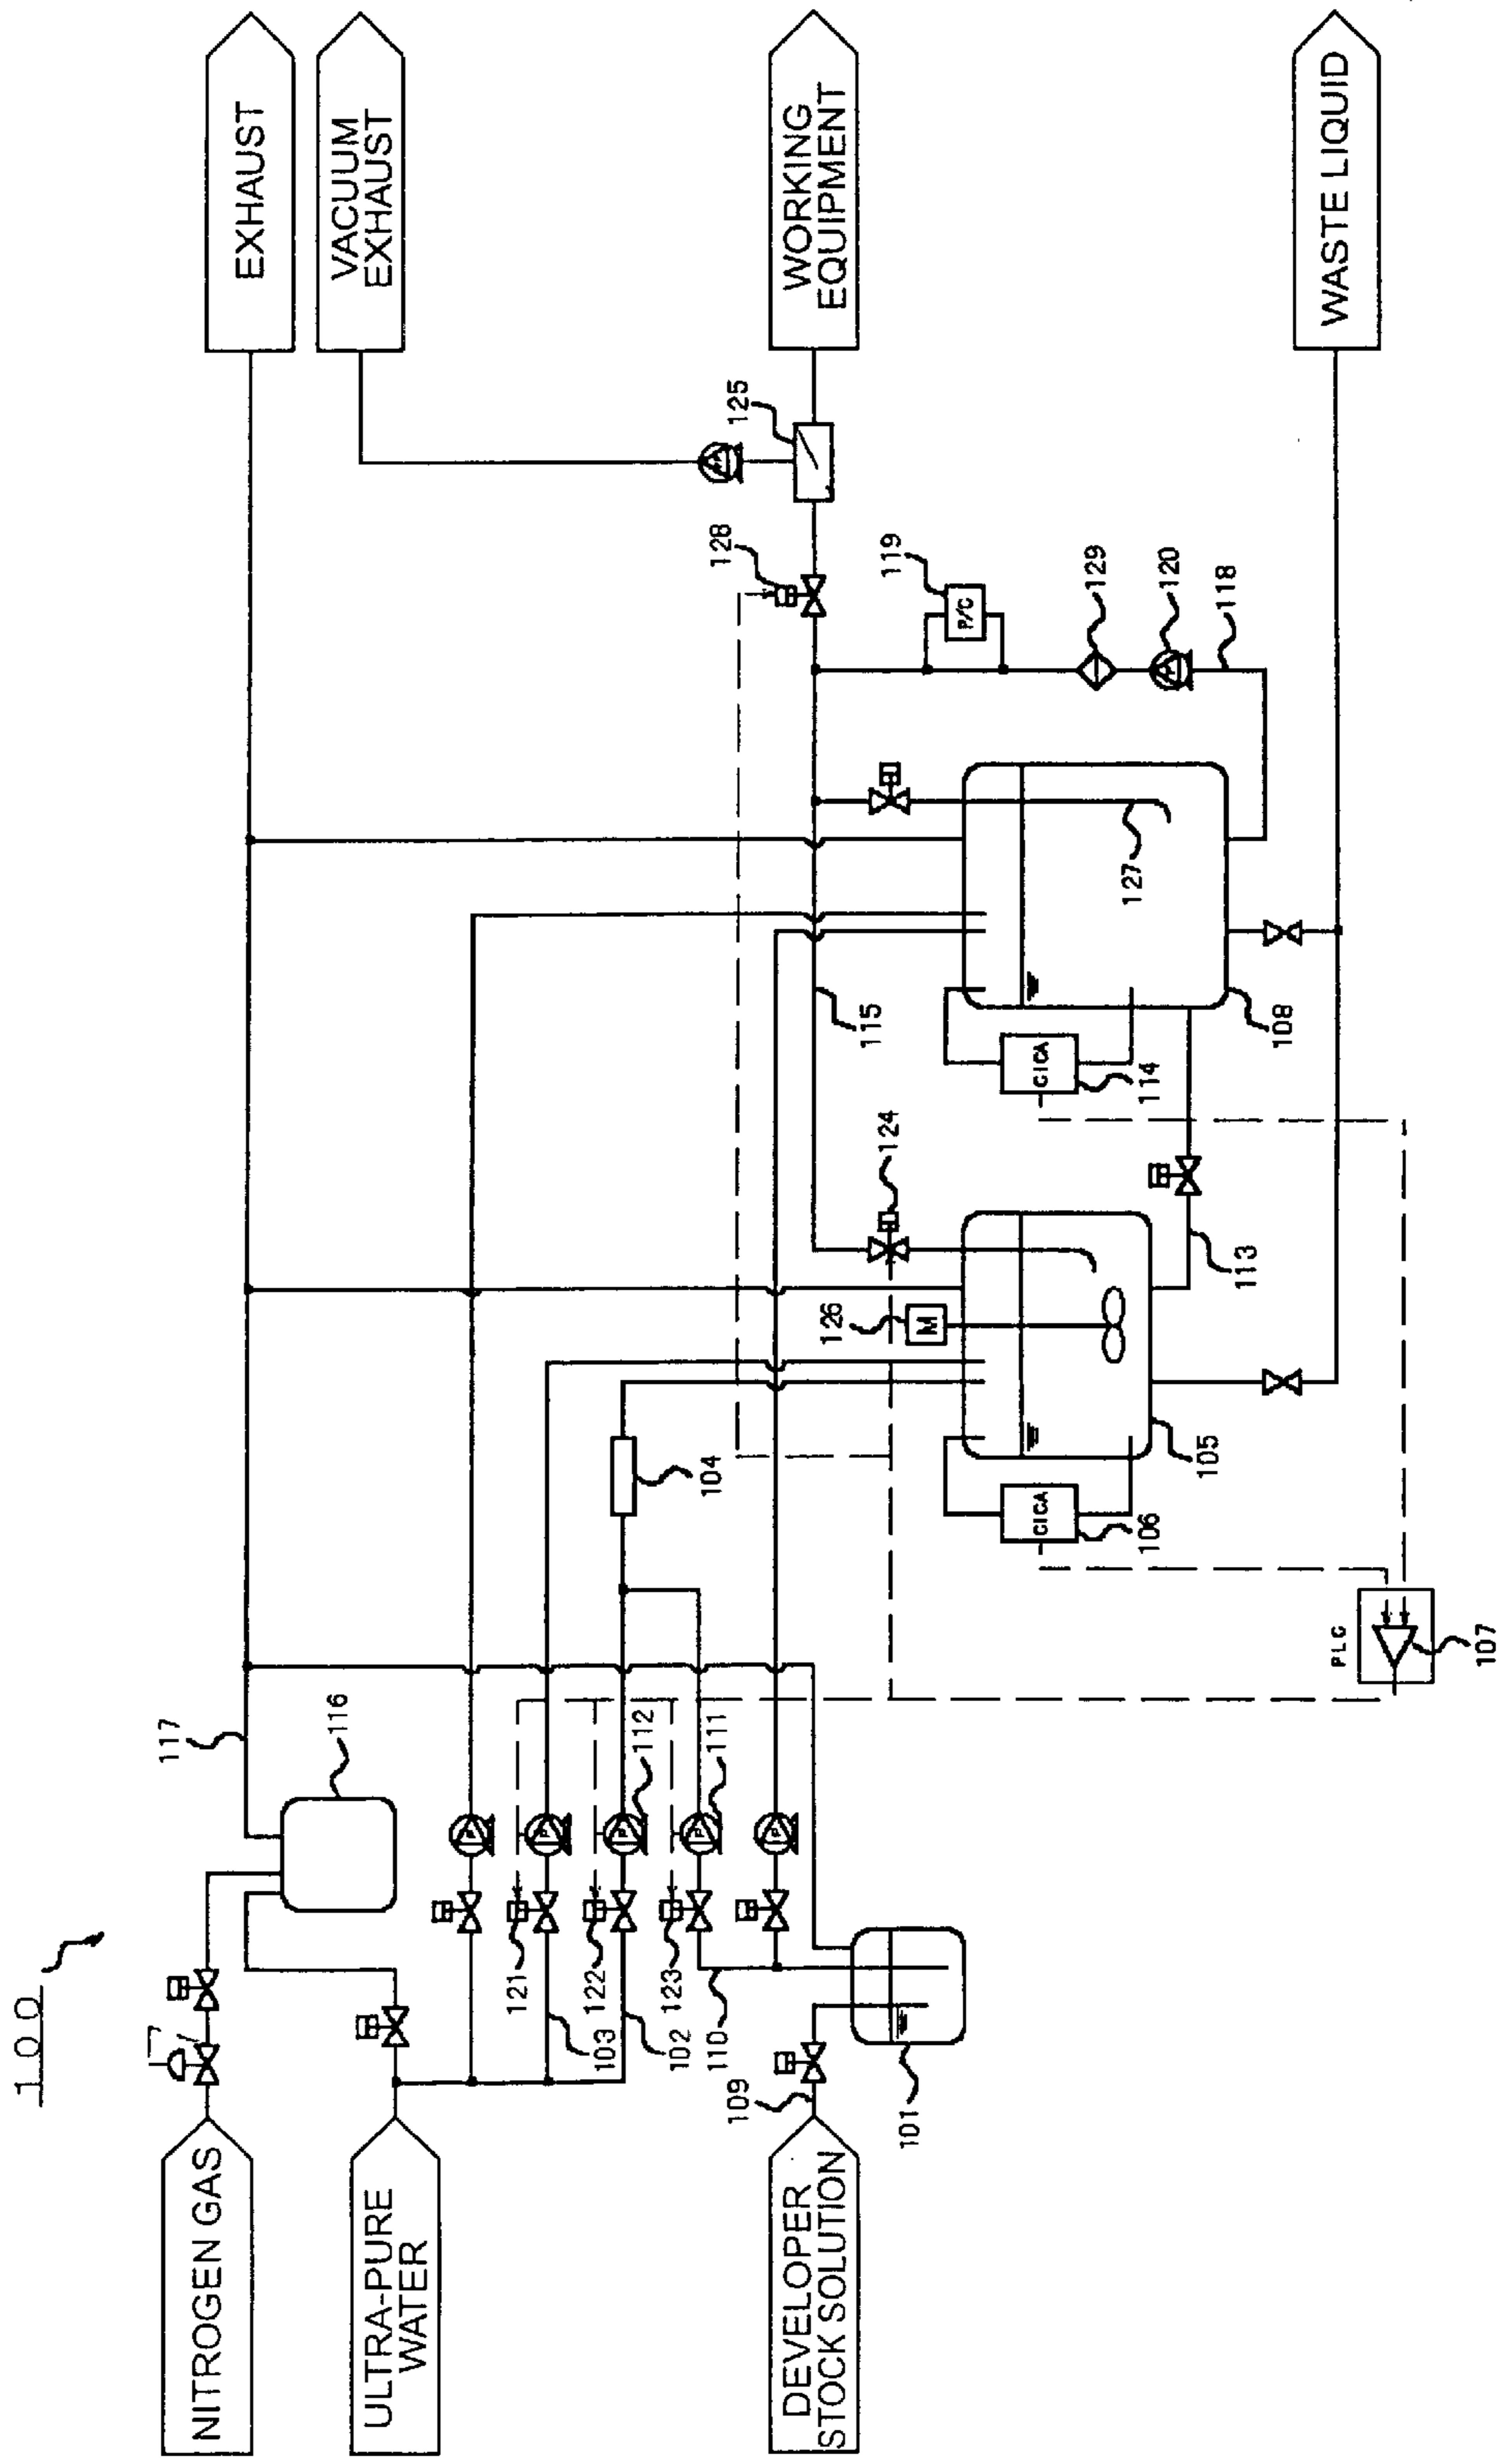 100
NITROGEN GAS
117
EXHAUST
116
VACUUM
EXHAUST
ULTRA-PURE
WATER
P
121
P
103
122
P
112
102
123
P
111
104
128
125
P
110
109
P
DEVELOPER
STOCK SOLUTION
126
M
115
124
119
WORKING
EQUIPMENT
101
P/C
CICA
106
CICA
114
127
129
105
113
120
P
118
108
PLC
107
WASTE LIQUID